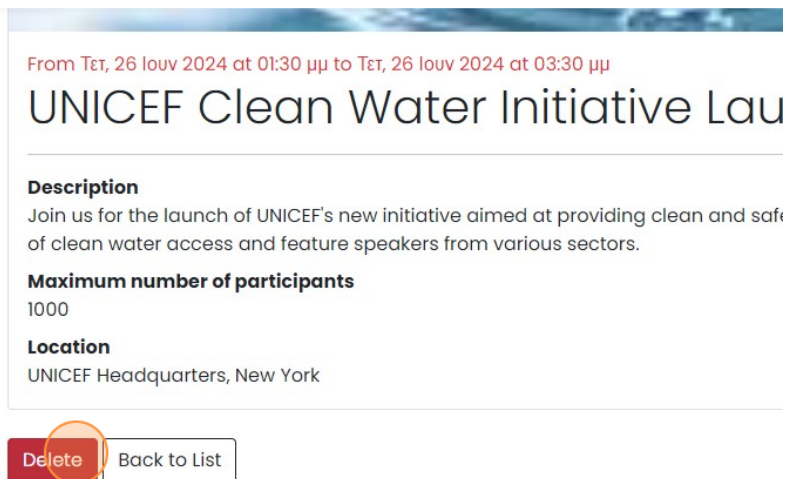 From Τετ, 26 Ιουν 2024 at 01:30 μμ to Τετ, 26 Ιουν 2024 at 03:30 μμ
UNICEF Clean Water Initiative Lau
Description
Join us for the launch of UNICEF's new initiative aimed at providing clean and safe
of clean water access and feature speakers from various sectors.
Maximum number of participants
1000
Location
UNICEF Headquarters, New York
Delete Back to List